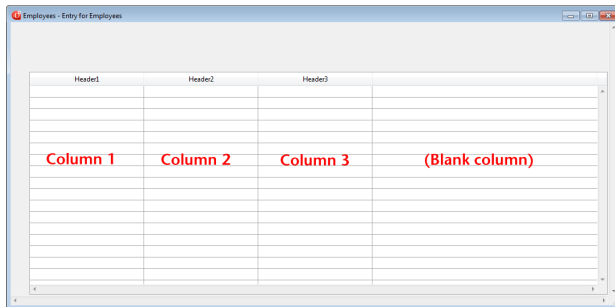 Employees - Entry for Employees
Header1 Header2 Header3
Column 1 Column 2 Column 3 (Blank column)